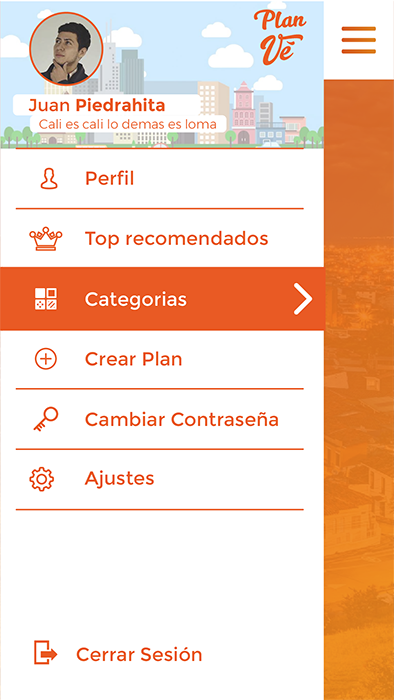 Plan
Vê
Juan Piedrahita
Cali es cali lo demas es loma
Perfil
Top recomendados
Categorias
Crear Plan
Cambiar Contraseña
Ajustes
Cerrar Sesión